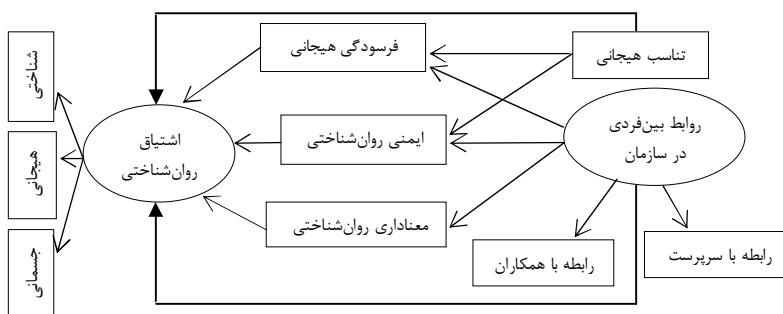 تناسب هیجانی
فرسودگی هیجانی
شناختی
روابط بین‌فردی
در سازمان
ایمنی روان‌شناختی
اشتیاق
روان‌شناختی
هیجانی
معناداری روان‌شناختی
رابطه با سرپرست
رابطه با همکاران
جسمانی